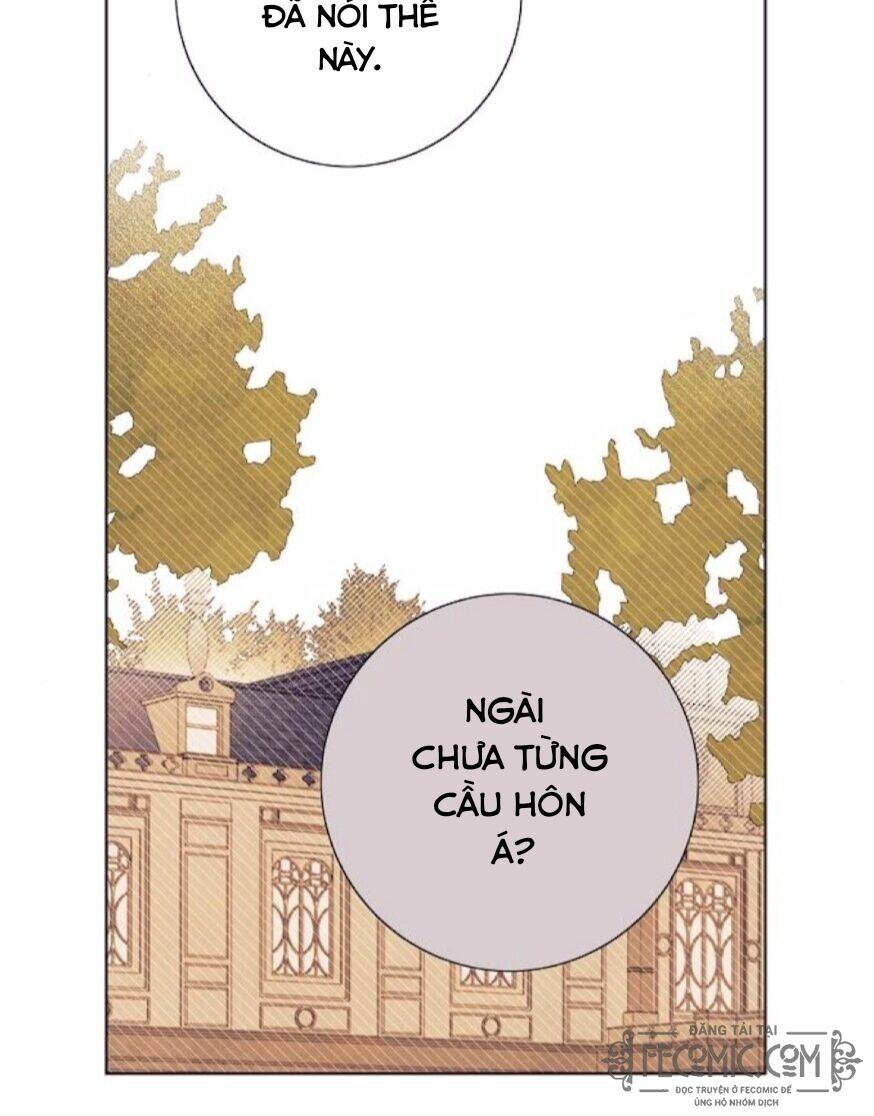 ĐÃ NÓI THẾ
NÀY.
NGÀI
CHƯA TỪNG
CẦU HÔN
Á?
ĐĂNG TẢI TẠI
FECOMIC.COM
ĐỌC TRUYỆN Ở FECOMIC ĐỂ
ỦNG HỘ NHÓM DỊCH